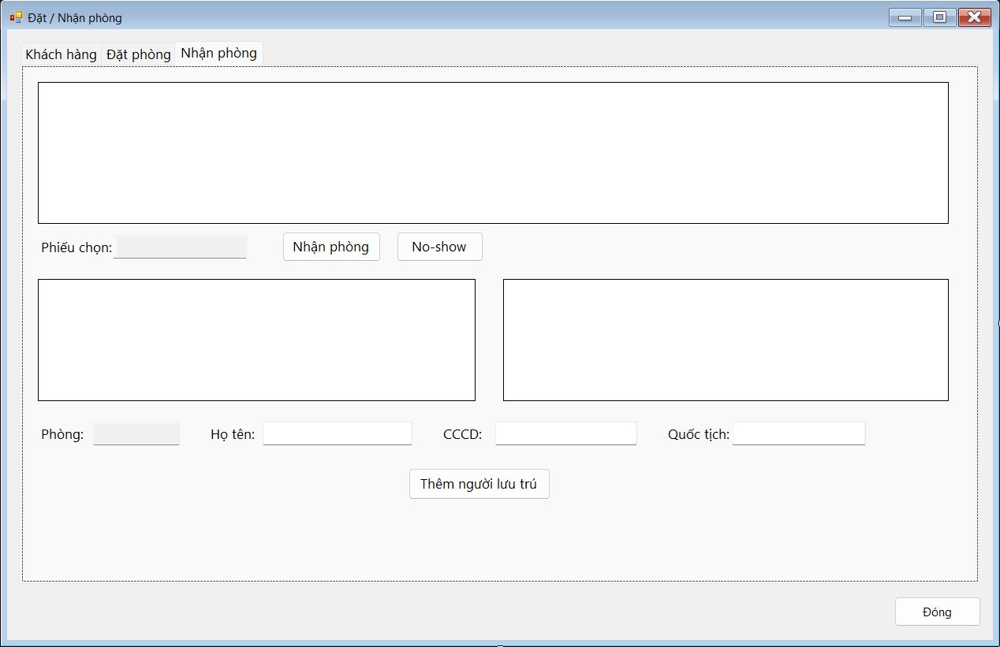 Đặt / Nhận phòng
Khách hàng Đặt phòng Nhận phòng
Phiếu chọn: Nhận phòng No-show
Phòng: Họ tên: CCCD: Quốc tịch:
Thêm người lưu trú
Đóng